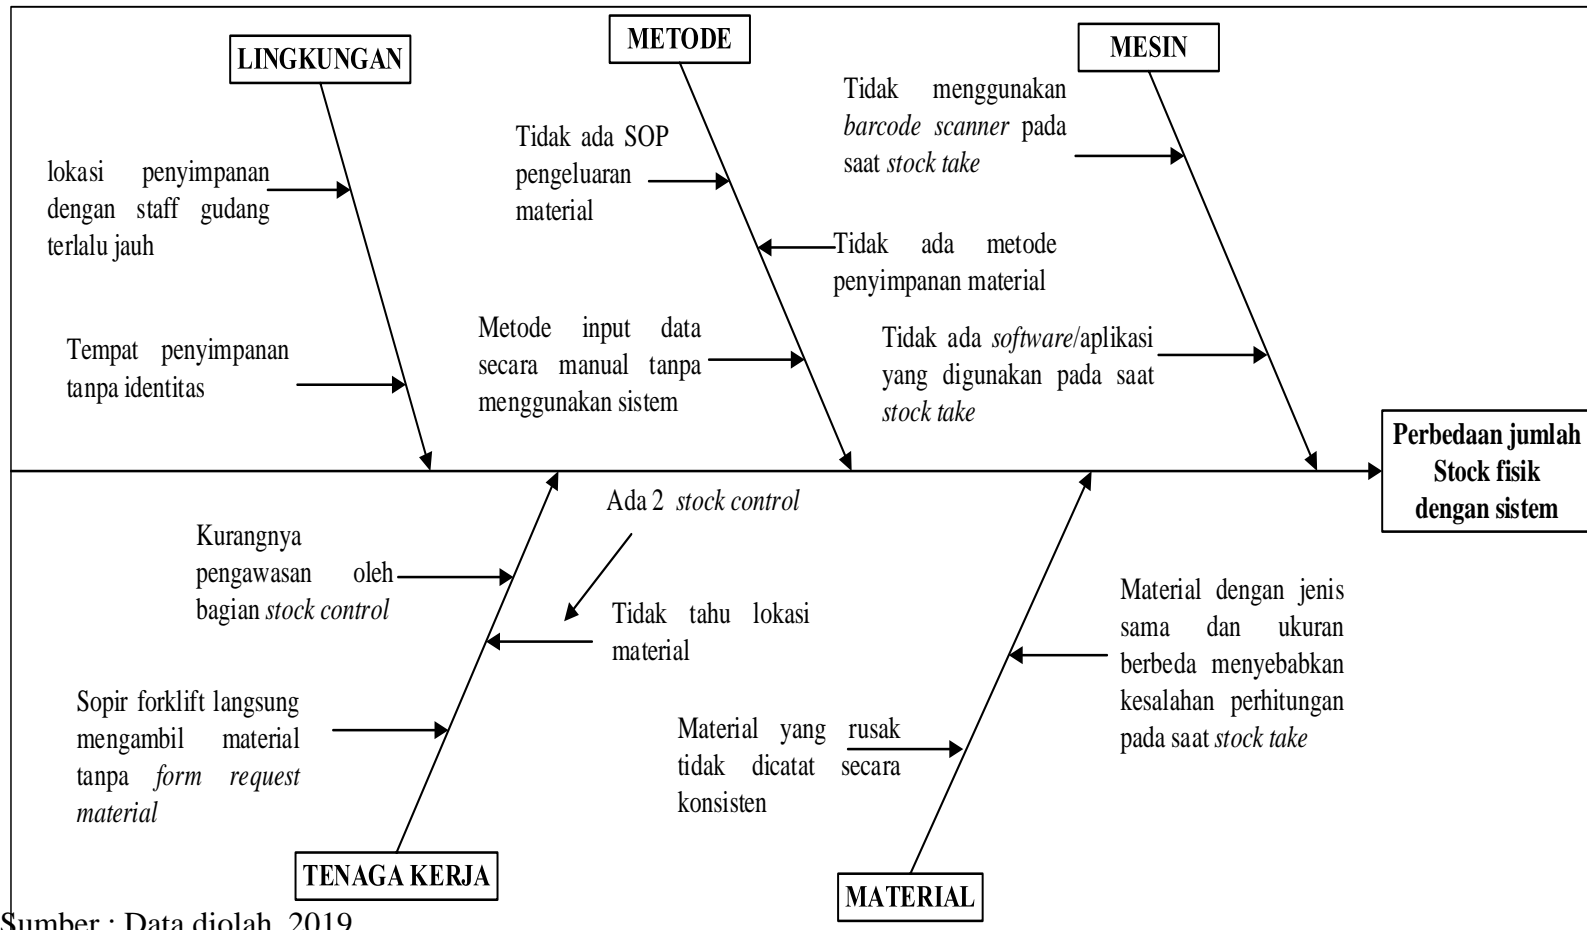 LINGKUNGAN
METODE
MESIN
lokasi penyimpanan
dengan staff gudang
terlalu jauh
Tempat penyimpanan
tanpa identitas
Tidak ada SOP
pengeluaran
material
Tidak ada metode
penyimpanan material
Metode input data
secara manual tanpa
menggunakan sistem
Tidak menggunakan
barcode scanner pada
saat stock take
Tidak ada software/aplikasi
yang digunakan pada saat
stock take
Perbedaan jumlah
Stock fisik
dengan sistem
Kurangnya
pengawasan oleh
bagian stock control
Ada 2 stock control
Tidak tahu lokasi
material
Sopir forklift langsung
mengambil material
tanpa form request
material
Material yang rusak
tidak dicatat secara
konsisten
Material dengan jenis
sama dan ukuran
berbeda menyebabkan
kesalahan perhitungan
pada saat stock take
TENAGA KERJA
MATERIAL
Sumber : Data diolah, 2019